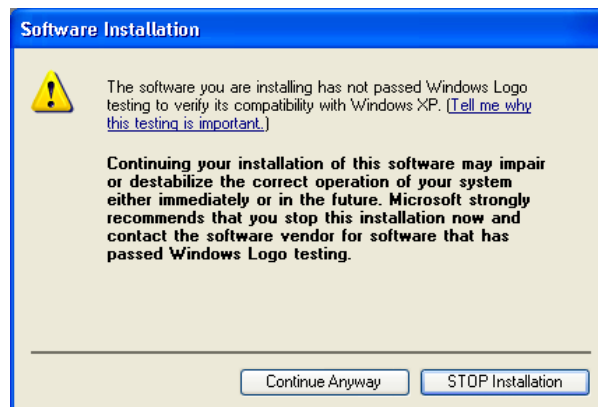 Software Installation
The software you are installing has not passed Windows Logo
testing to verify its compatibility with Windows XP. (Tell me why
this testing is important.)
Continuing your installation of this software may impair
or destabilize the correct operation of your system
either immediately or in the future. Microsoft strongly
recommends that you stop this installation now and
contact the software vendor for software that has
passed Windows Logo testing.
Continue Anyway
STOP Installation